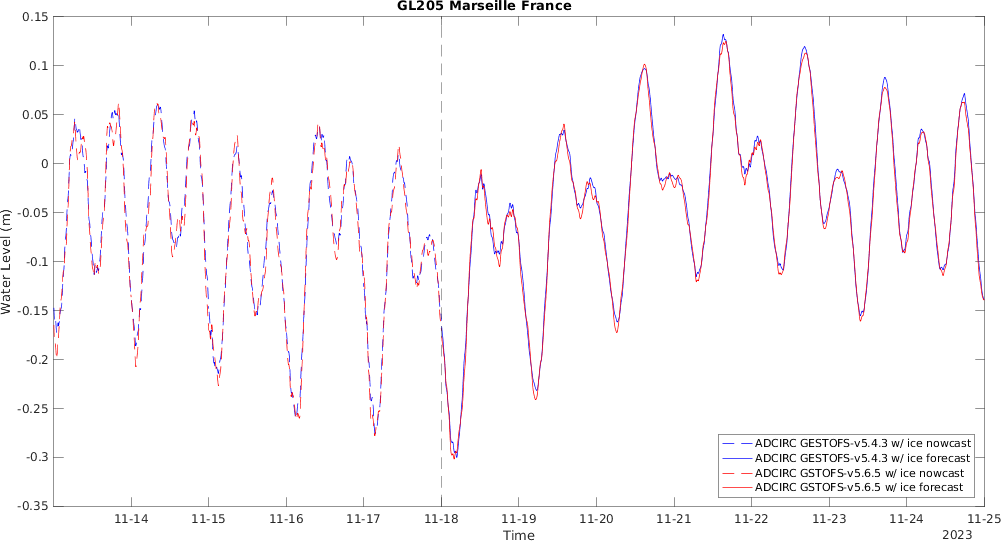 GL205 Marseille France
0.15
0.1
0.05
0
-0.05
-0.1
-0.15
-0.2
-0.25
-0.3
-0.35
Water Level (m)
ADCIRC GESTOFS-v5.4.3 w/ ice nowcast
ADCIRC GESTOFS-v5.4.3 w/ ice forecast
ADCIRC GSTOFS-v5.6.5 w/ ice nowcast
ADCIRC GSTOFS-v5.6.5 w/ ice forecast
11-14 11-15 11-16 11-17 11-18 11-19 11-20 11-21 11-22 11-23 11-24 11-25
Time
2023